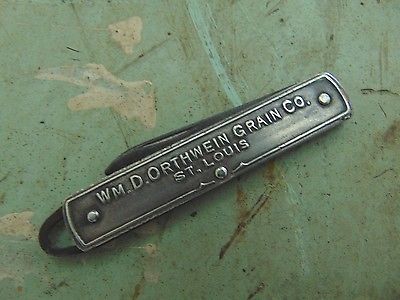 WM.D.ORTHWEIN GRAIN CO.
ST. LOUIS